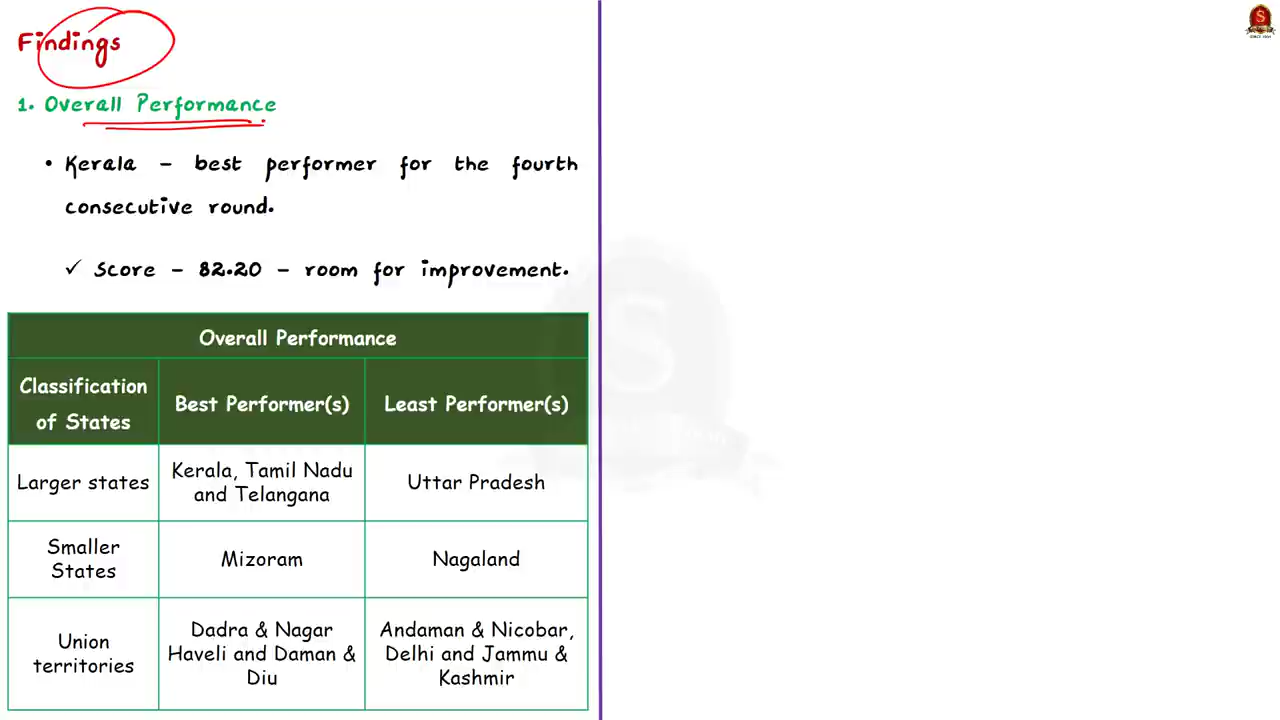 Findings
1. Overall Performance
• Kerala – best performer for the fourth
consecutive round.
✓ Score – 82.20 – room for improvement.
Overall Performance
Classification
of States
Best Performer(s)
Least Performer(s)
Larger states
Kerala, Tamil Nadu
and Telangana
Uttar Pradesh
Smaller
States
Mizoram
Nagaland
Union
territories
Dadra & Nagar
Haveli and Daman &
Diu
Andaman & Nicobar,
Delhi and Jammu &
Kashmir
S